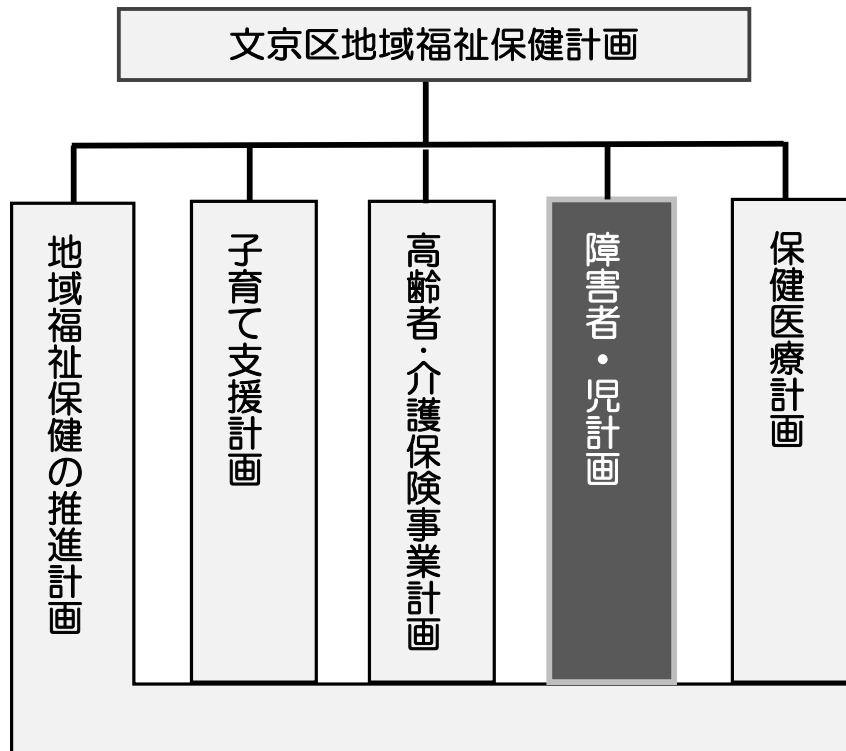 文京区地域福祉保健計画
地域福祉保健の推進計画
子育て支援計画
高齢者・介護保険事業計画
障害者・児計画
保健医療計画